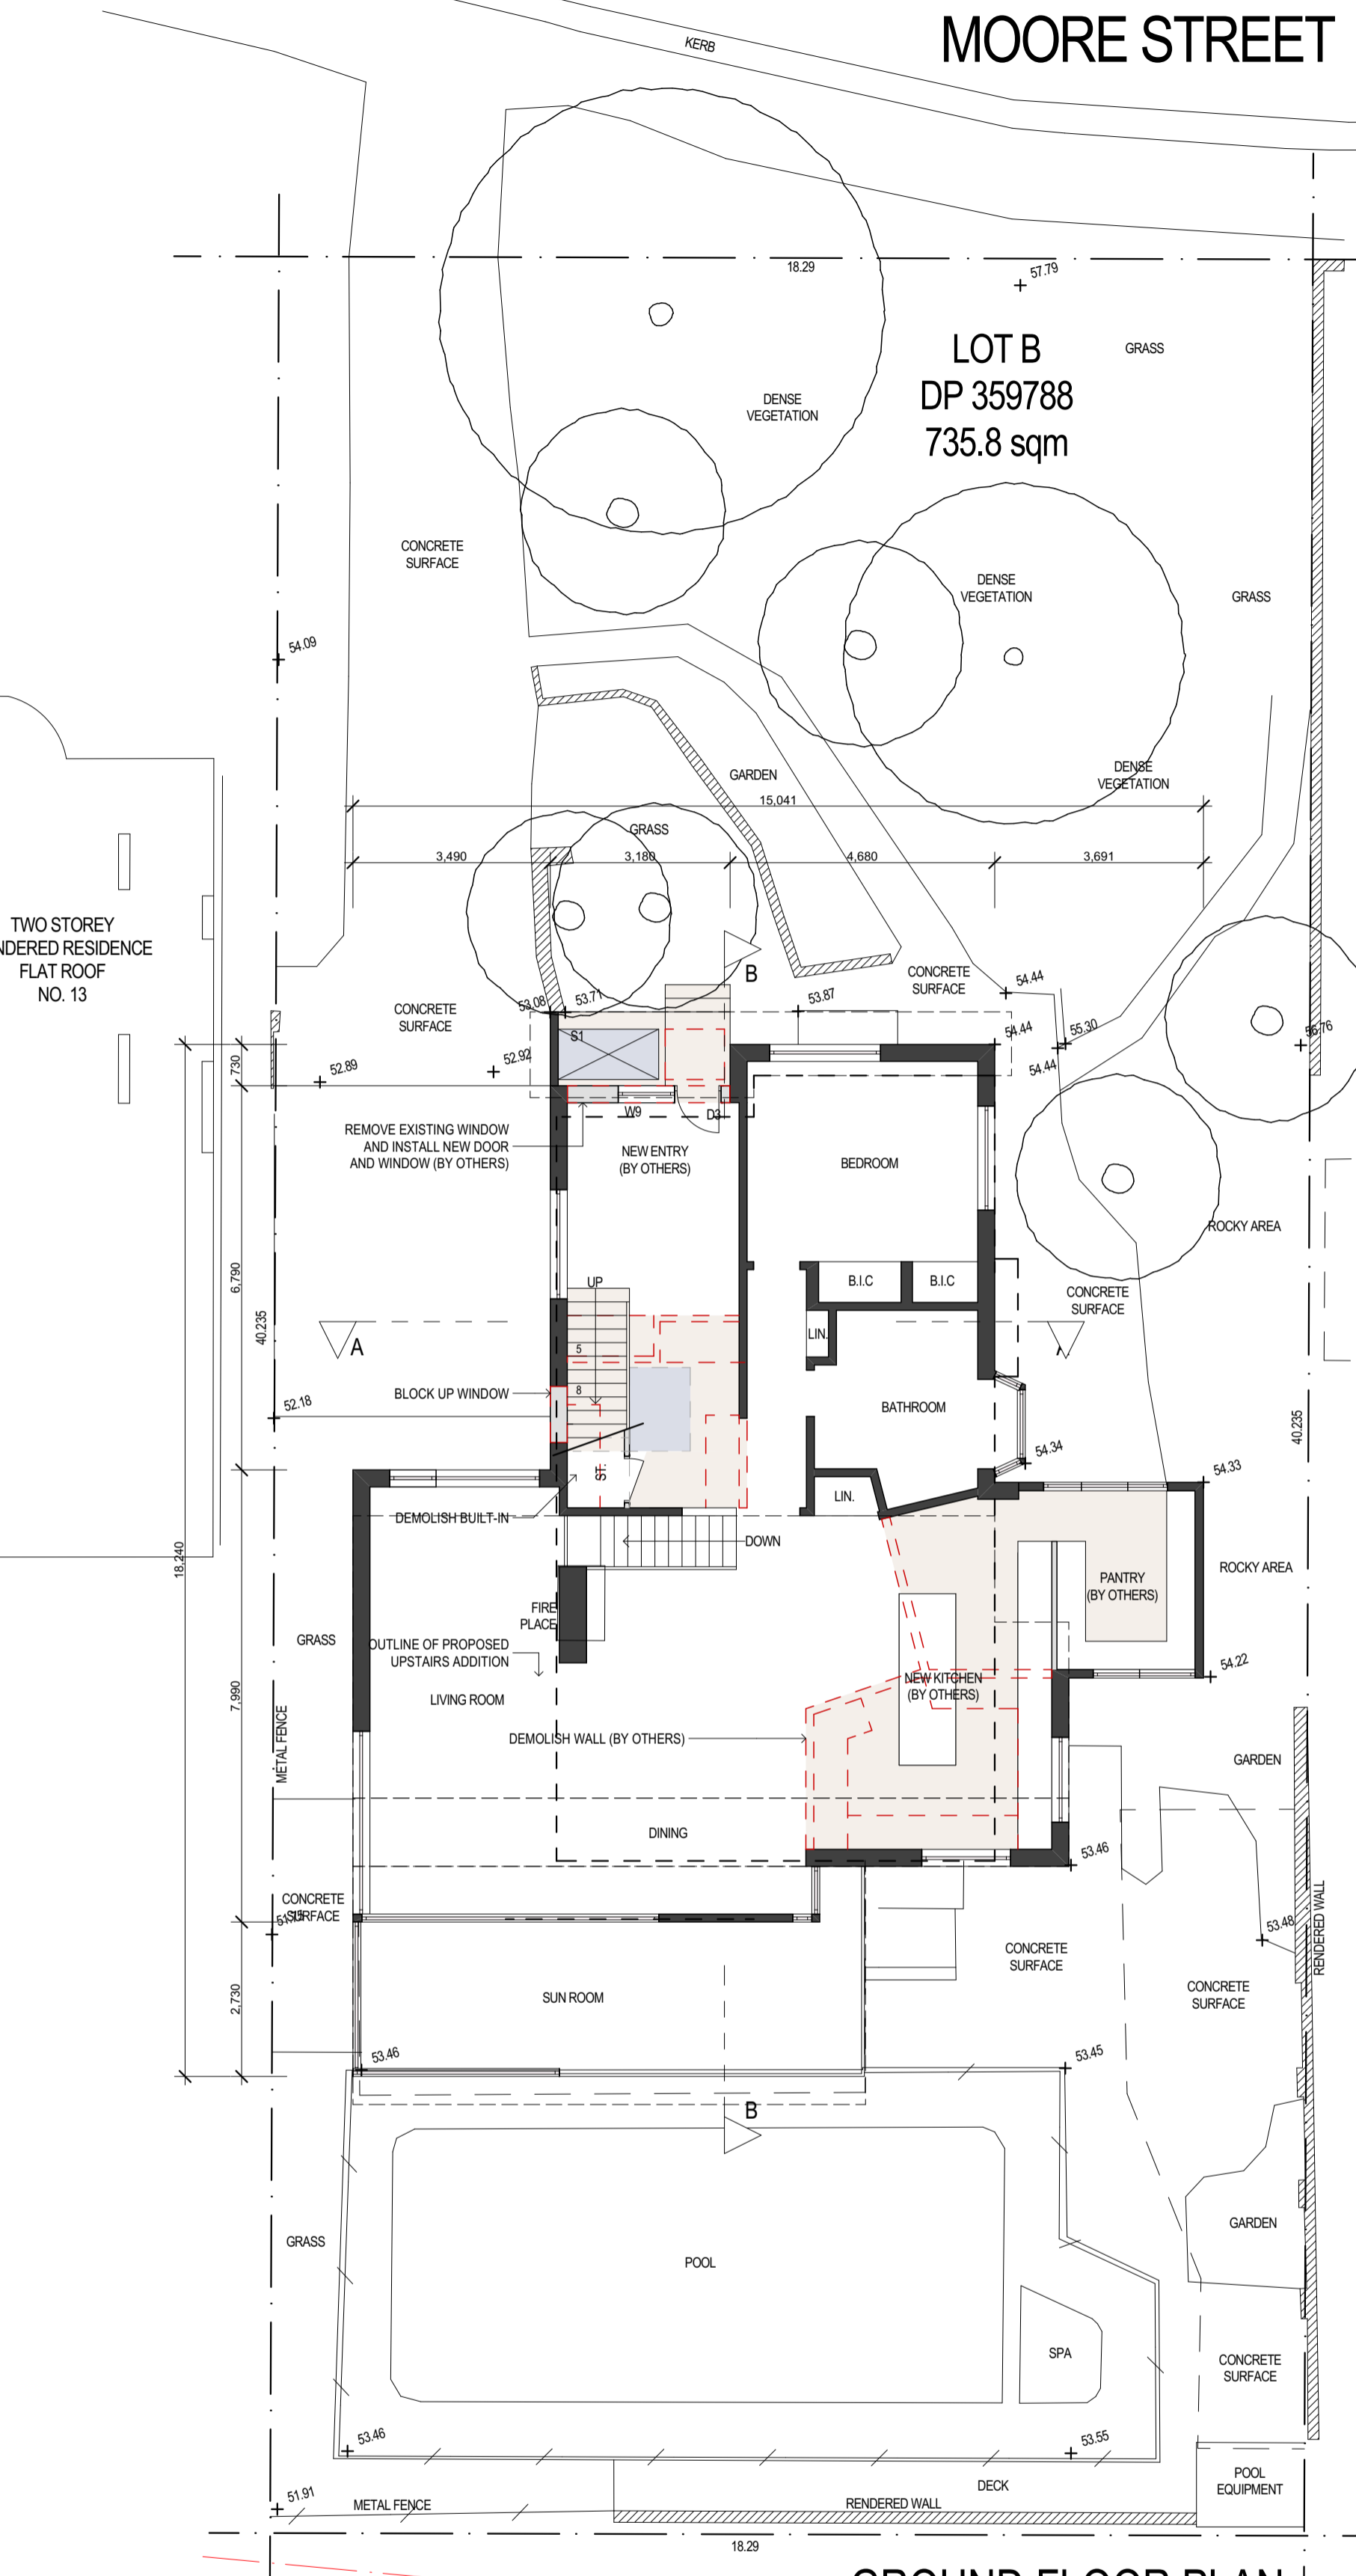 MOORE STREET
KERB
18.29
57.79
LOT B
DP 359788
735.8 sqm
GRASS
DENSE
VEGETATION
CONCRETE
SURFACE
DENSE
VEGETATION
GRASS
54.09
GARDEN
DENSE
VEGETATION
15,041
GRASS
3,490
3,180
4,680
3,691
TWO STOREY
NDERED RESIDENCE
FLAT ROOF
NO. 13
B
CONCRETE
SURFACE
54.44
CONCRETE
SURFACE
53.08
53.71
53.87
54.44
55.30
56.76
54.44
S1
730
52.89
52.92
W9
D3
REMOVE EXISTING WINDOW
AND INSTALL NEW DOOR
AND WINDOW (BY OTHERS)
NEW ENTRY
(BY OTHERS)
BEDROOM
ROCKY AREA
6,790
UP
B.I.C
B.I.C
CONCRETE
SURFACE
40.235
LIN.
A
5
8
BLOCK UP WINDOW
52.18
BATHROOM
40.235
54.34
ST.
54.33
LIN.
DEMOLISH BUILT-IN
DOWN
18,240
ROCKY AREA
PANTRY
(BY OTHERS)
FIRE
PLACE
GRASS
OUTLINE OF PROPOSED
UPSTAIRS ADDITION
54.22
NEW KITCHEN
(BY OTHERS)
LIVING ROOM
7,990
METAL FENCE
DEMOLISH WALL (BY OTHERS)
GARDEN
DINING
53.46
CONCRETE
SURFACE
RENDERED WALL
53.48
CONCRETE
SURFACE
CONCRETE
SURFACE
2,730
SUN ROOM
53.46
53.45
B
GRASS
GARDEN
POOL
SPA
CONCRETE
SURFACE
53.46
53.55
DECK
POOL
EQUIPMENT
51.91
METAL FENCE
RENDERED WALL
18.29
GROUND FLOOR PLAN